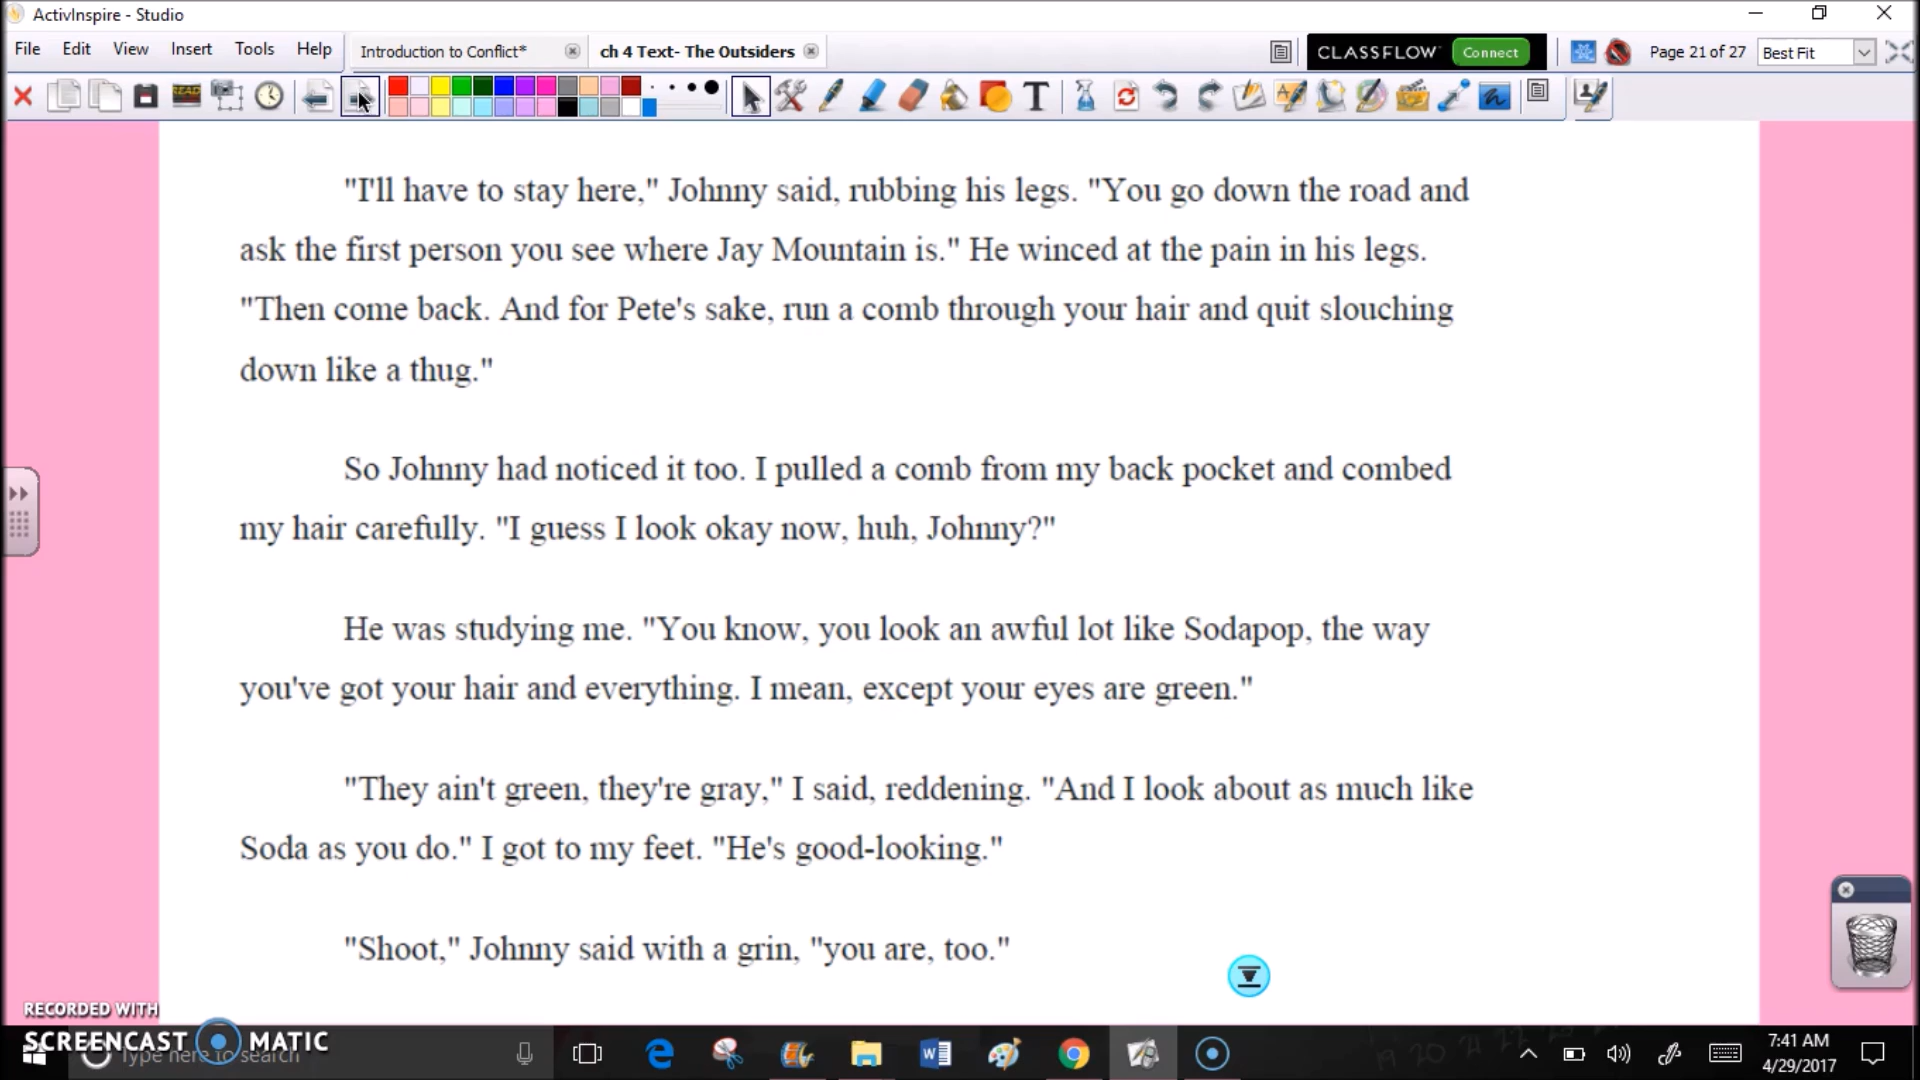 ActivInspire - Studio
File Edit View Insert Tools Help
Introduction to Conflict*
ch 4 Text- The Outsiders
CLASSFLOW Connect
Page 21 of 27
Best Fit
"I'll have to stay here," Johnny said, rubbing his legs. "You go down the road and
ask the first person you see where Jay Mountain is." He winced at the pain in his legs.
"Then come back. And for Pete's sake, run a comb through your hair and quit slouching
down like a thug."
So Johnny had noticed it too. I pulled a comb from my back pocket and combed
my hair carefully. "I guess I look okay now, huh, Johnny?"
He was studying me. "You know, you look an awful lot like Sodapop, the way
you've got your hair and everything. I mean, except your eyes are green."
"They ain't green, they're gray," I said, reddening. "And I look about as much like
Soda as you do." I got to my feet. "He's good-looking."
"Shoot," Johnny said with a grin, "you are, too."
RECORDED WITH
SCREENCAST MATIC
Type here to search
7:41 AM
4/29/2017